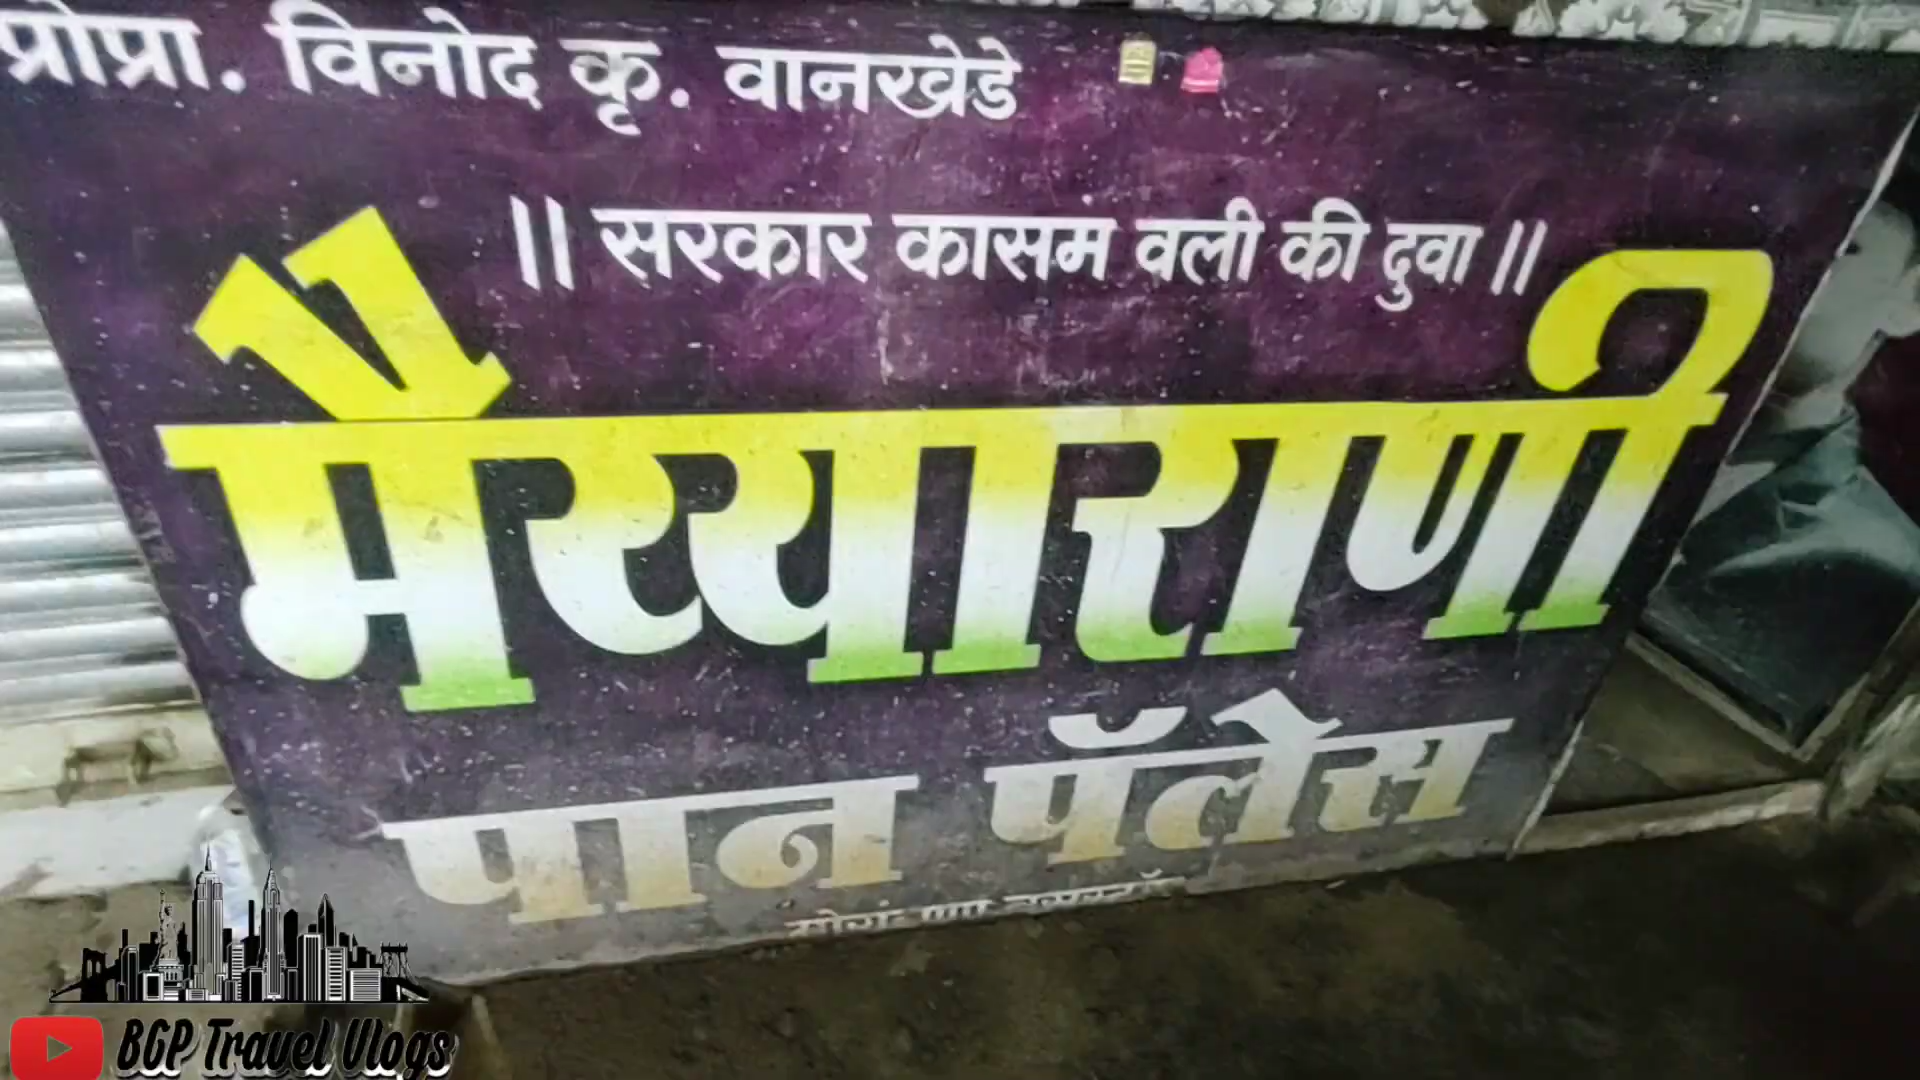 प्रोप्रा. विनोद कृ. वानखेडे
|| सरकार कासम वली की दुवा ||
मैय्याराणी
पान पॅलेस
BGP Travel Vlogs